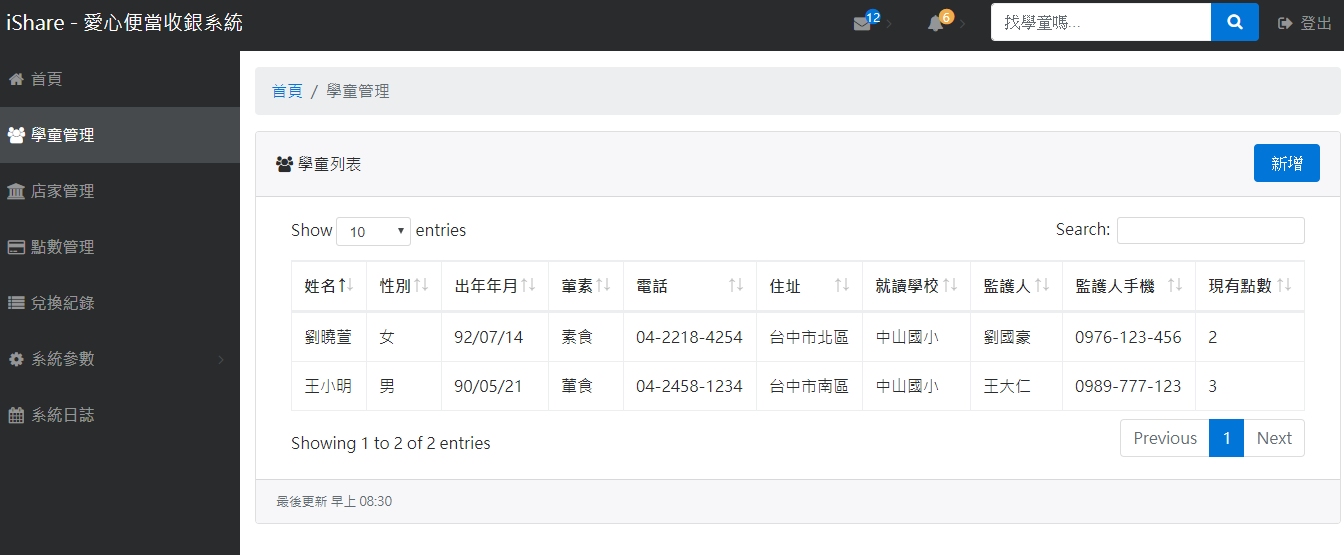 iShare - 愛心便當收銀系統 12 6 找學童嗎... 登出
首頁
學童管理
店家管理
點數管理
兌換紀錄
系統參數
系統日誌
首頁 / 學童管理
學童列表 新增
Show 10 entries Search:
姓名 性別 出年年月 葷素 電話 住址 就讀學校 監護人 監護人手機 現有點數
劉曉萱 女 92/07/14 素食 04-2218-4254 台中市北區 中山國小 劉國豪 0976-123-456 2
王小明 男 90/05/21 葷食 04-2458-1234 台中市南區 中山國小 王大仁 0989-777-123 3
Showing 1 to 2 of 2 entries Previous 1 Next
最後更新 早上 08:30